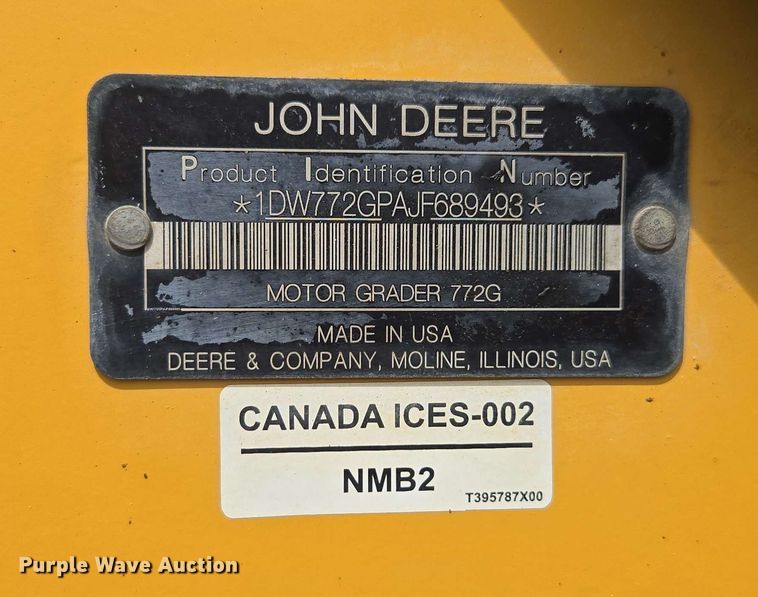 JOHN DEERE
Product Identification Number
*1DW772GPAJF689493*
MOTOR GRADER 772G
MADE IN USA
DEERE & COMPANY, MOLINE, ILLINOIS, USA
CANADA ICES-002
NMB2
T395787X00
Purple Wave Auction